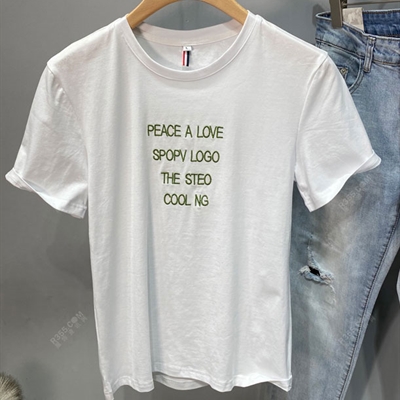 PEACE A LOVE
SPOPV LOGO
THE STEO
COOL NG